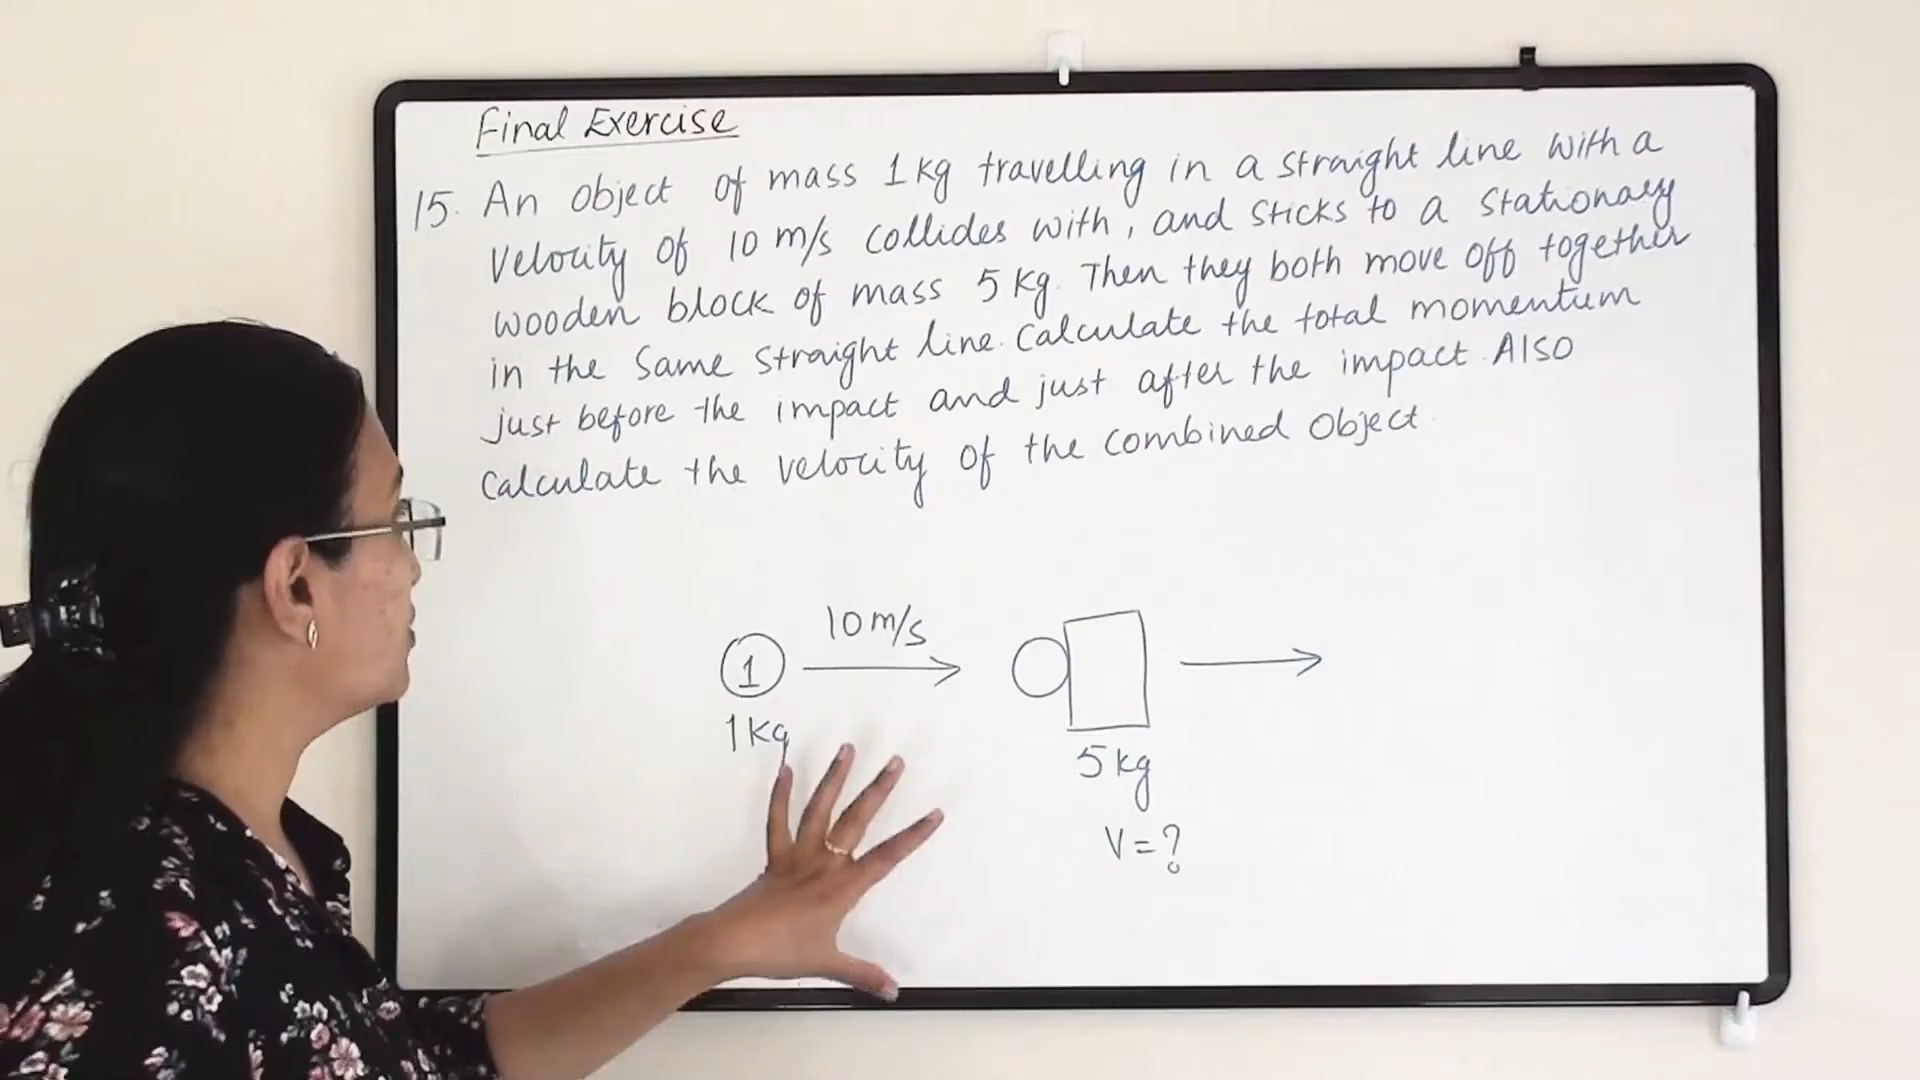 Final Exercise
15. An object of mass 1 kg travelling in a straight line with a
velocity of 10 m/s collides with, and sticks to a stationary
wooden block of mass 5 kg. Then they both move off together
in the same straight line. Calculate the total momentum
just before the impact and just after the impact. Also
calculate the velocity of the combined object.
10 m/s
1
1 kg
5 kg
V = ?